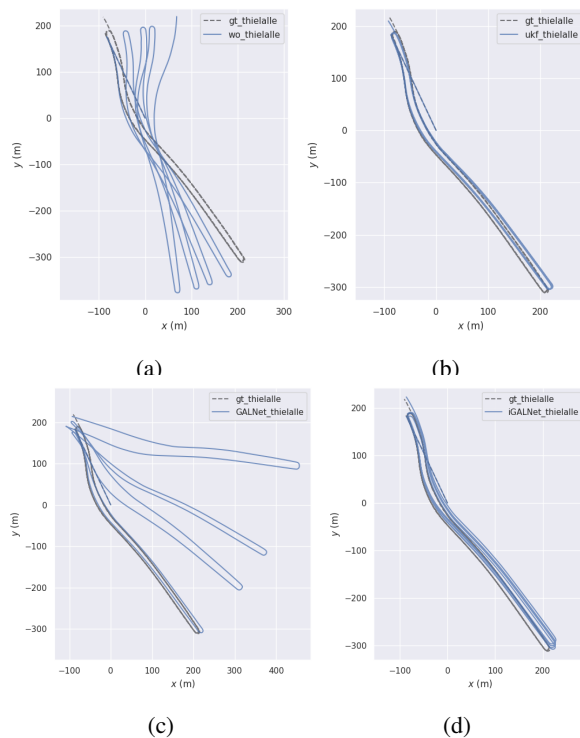 gt_thielalle
wo_thielalle
200
100
0
−100
−200
−300
y (m)
−100 0 100 200 300
x (m)
(a)
gt_thielalle
ukf_thielalle
200
100
0
−100
−200
−300
y (m)
−100 0 100 200
x (m)
(b)
gt_thielalle
GALNet_thielalle
200
100
0
−100
−200
−300
y (m)
−100 0 100 200 300 400
x (m)
(c)
gt_thielalle
iGALNet_thielalle
200
100
0
−100
−200
−300
y (m)
−100 0 100 200
x (m)
(d)